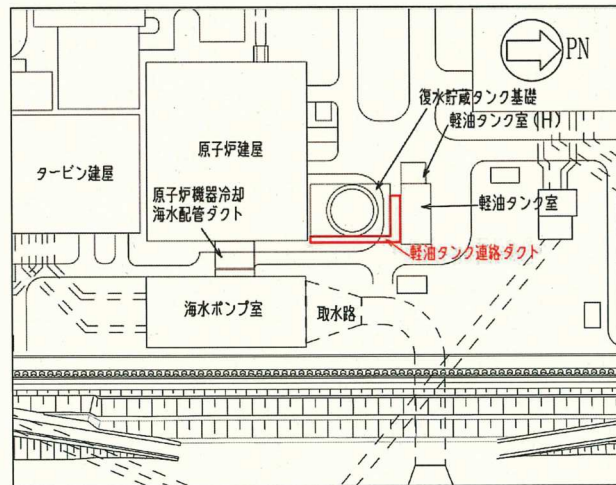 PN
復水貯蔵タンク基礎
軽油タンク室(H)
原子炉建屋
タービン建屋
原子炉機器冷却
海水配管ダクト
軽油タンク室
軽油タンク連絡ダクト
海水ポンプ室
取水路